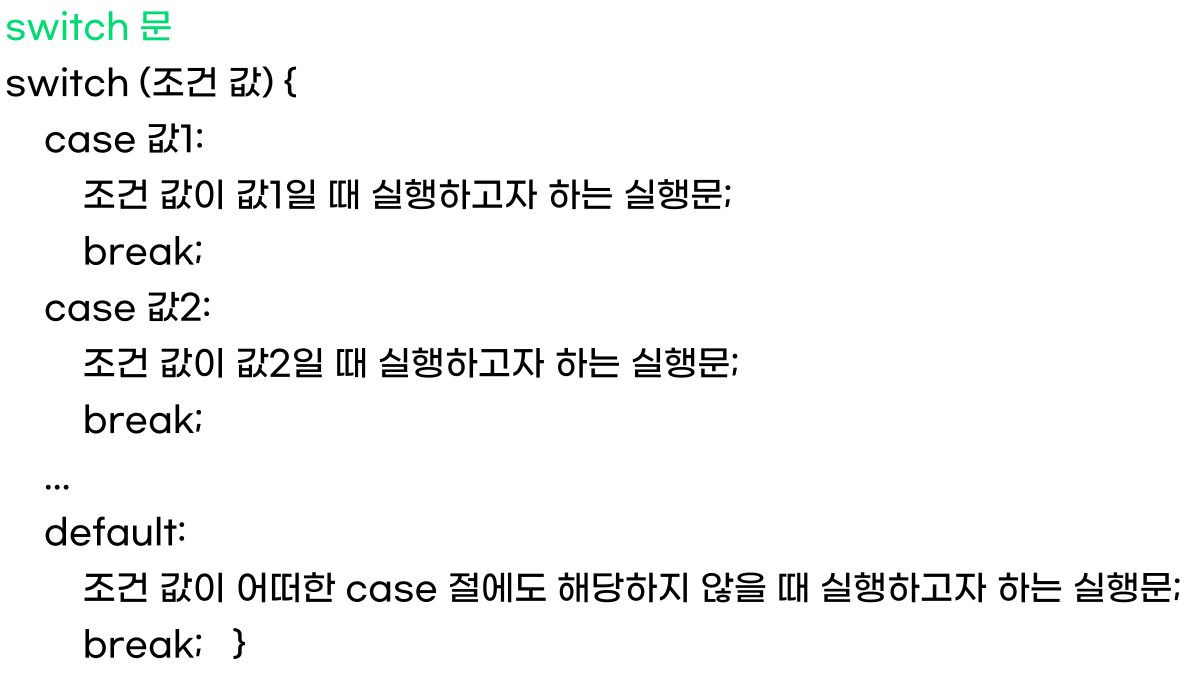 switch 문
switch (조건 값) {
case 값1:
조건 값이 값1일 때 실행하고자 하는 실행문;
break;
case 값2:
조건 값이 값2일 때 실행하고자 하는 실행문;
break;
...
default:
조건 값이 어떠한 case 절에도 해당하지 않을 때 실행하고자 하는 실행문;
break; }